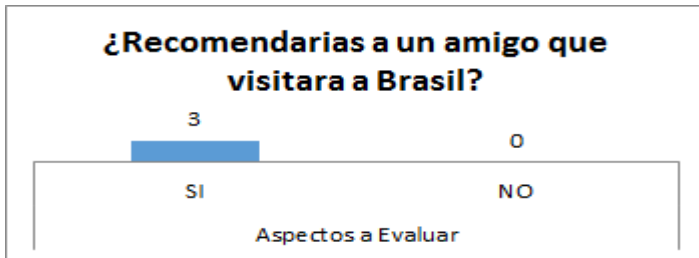 ¿Recomendarias a un amigo que
visitara a Brasil?
3
0
SI
NO
Aspectos a Evaluar